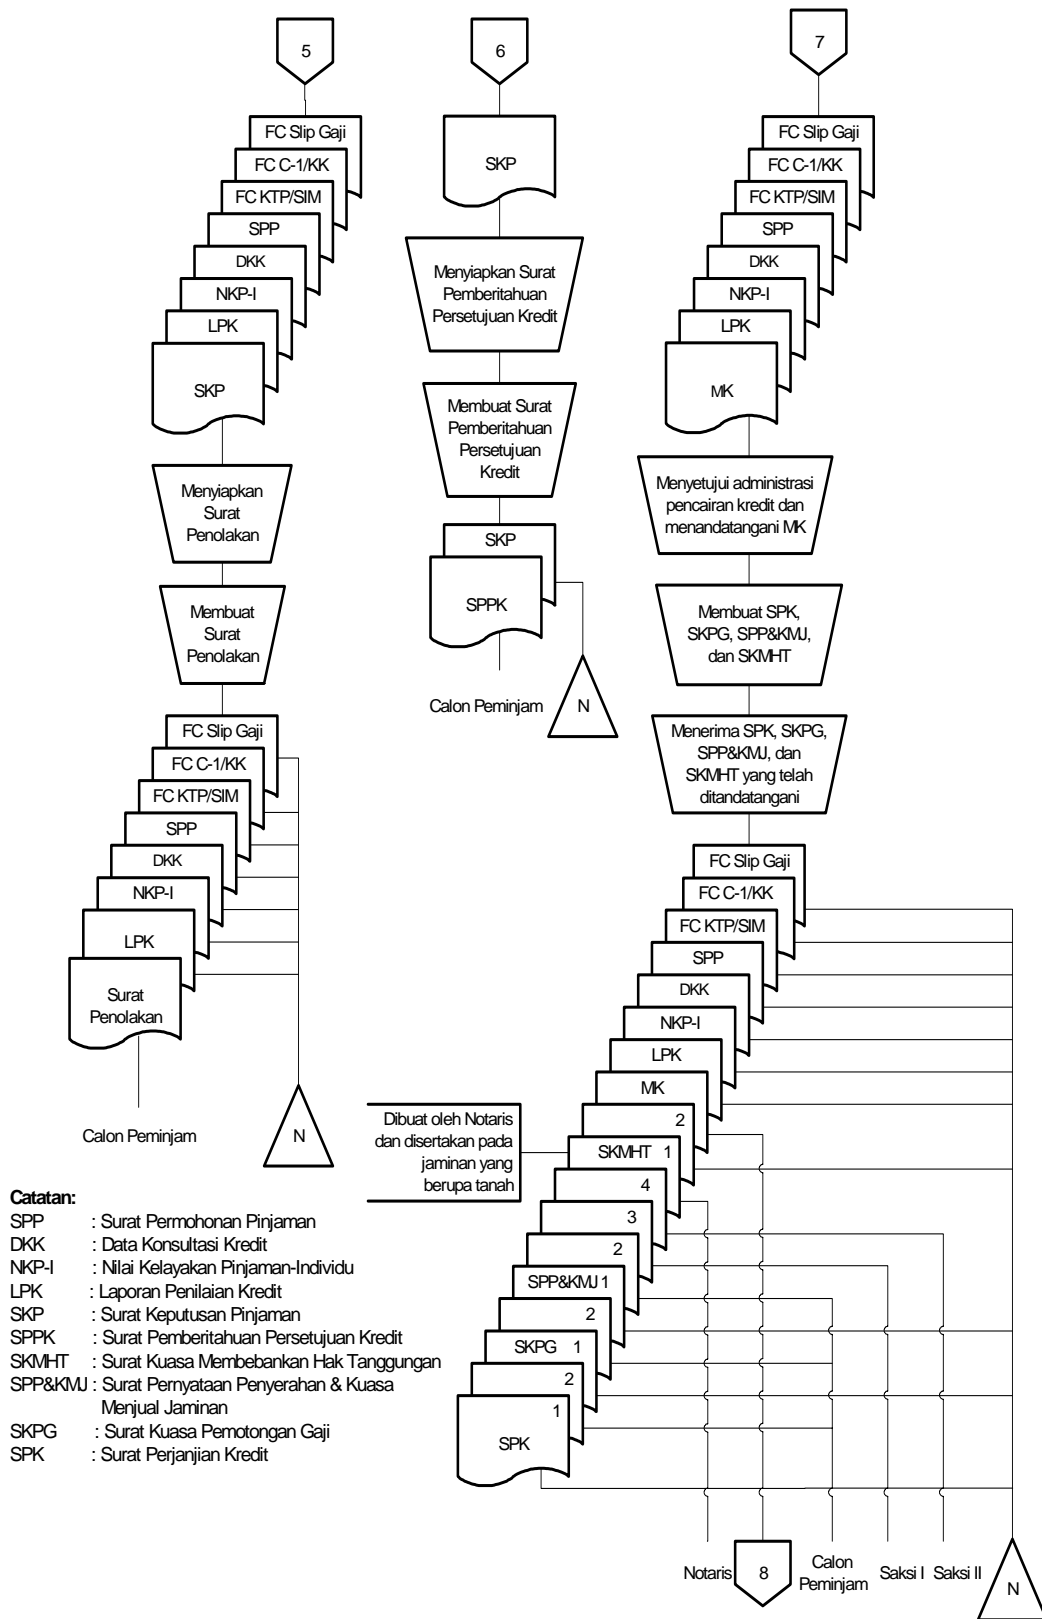 5
FC Slip Gaji
FC C-1/KK
FC KTP/SIM
SPP
DKK
NKP-I
LPK
SKP
Menyiapkan
Surat
Penolakan
Membuat
Surat
Penolakan
FC Slip Gaji
FC C-1/KK
FC KTP/SIM
SPP
DKK
NKP-I
LPK
Surat
Penolakan
Calon Peminjam
N
6
SKP
Menyiapkan Surat
Pemberitahuan
Persetujuan Kredit
Membuat Surat
Pemberitahuan
Persetujuan
Kredit
SKP
SPPK
Calon Peminjam
N
7
FC Slip Gaji
FC C-1/KK
FC KTP/SIM
SPP
DKK
NKP-I
LPK
MK
Menyetujui administrasi
pencairan kredit dan
menandatangani MK
Membuat SPK,
SKPG, SPP&KMJ,
dan SKMHT
Menerima SPK, SKPG,
SPP&KMJ, dan
SKMHT yang telah
ditandatangani
FC Slip Gaji
FC C-1/KK
FC KTP/SIM
SPP
DKK
NKP-I
LPK
MK
2
SKMHT 1
4
3
2
SPP&KMJ 1
2
SKPG 1
2
1
SPK
Dibuat oleh Notaris
dan disertakan pada
jaminan yang
berupa tanah
Notaris
8
Calon
Peminjam
Saksi I
Saksi II
N
Catatan:
SPP : Surat Permohonan Pinjaman
DKK : Data Konsultasi Kredit
NKP-I : Nilai Kelayakan Pinjaman-Individu
LPK : Laporan Penilaian Kredit
SKP : Surat Keputusan Pinjaman
SPPK : Surat Pemberitahuan Persetujuan Kredit
SKMHT : Surat Kuasa Membebankan Hak Tanggungan
SPP&KMJ : Surat Pernyataan Penyerahan & Kuasa
Menjual Jaminan
SKPG : Surat Kuasa Pemotongan Gaji
SPK : Surat Perjanjian Kredit